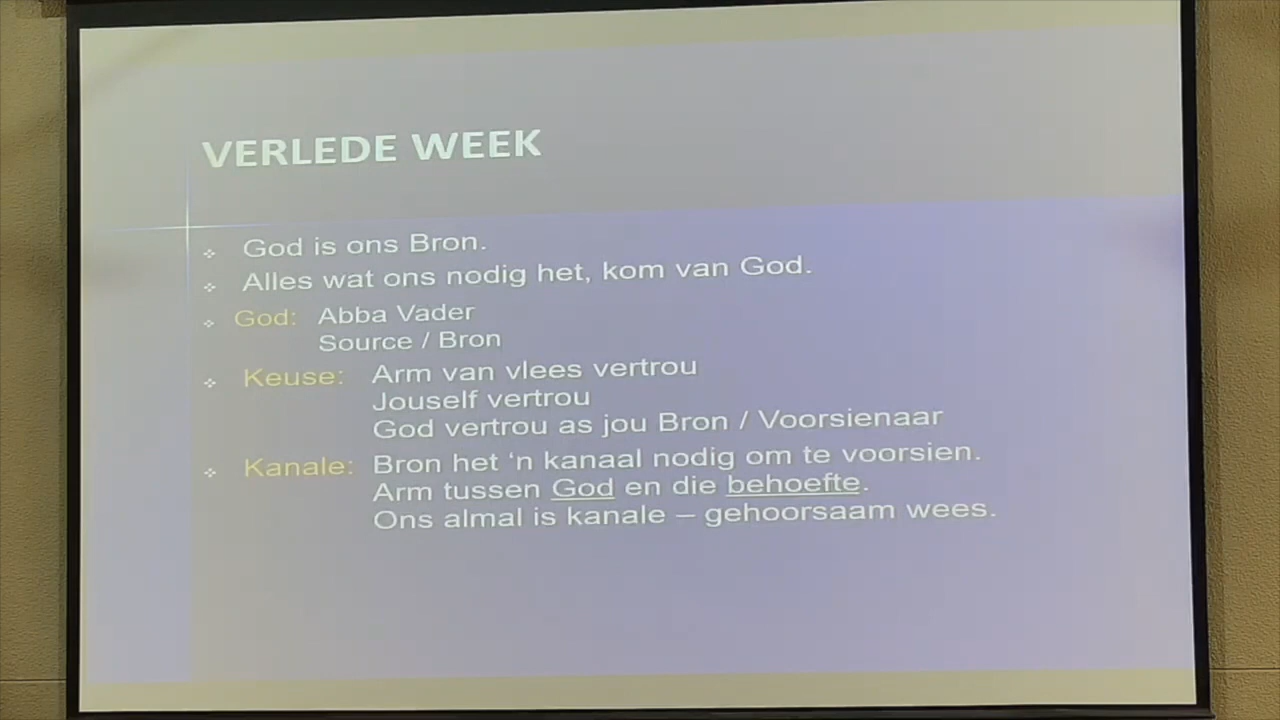 VERLEDE WEEK
God is ons Bron.
Alles wat ons nodig het, kom van God.
God: Abba Vader
Source / Bron
Keuse: Arm van vlees vertrou
Jouself vertrou
God vertrou as jou Bron / Voorsienaar
Kanale: Bron het ‘n kanaal nodig om te voorsien.
Arm tussen God en die behoefte.
Ons almal is kanale – gehoorsaam wees.